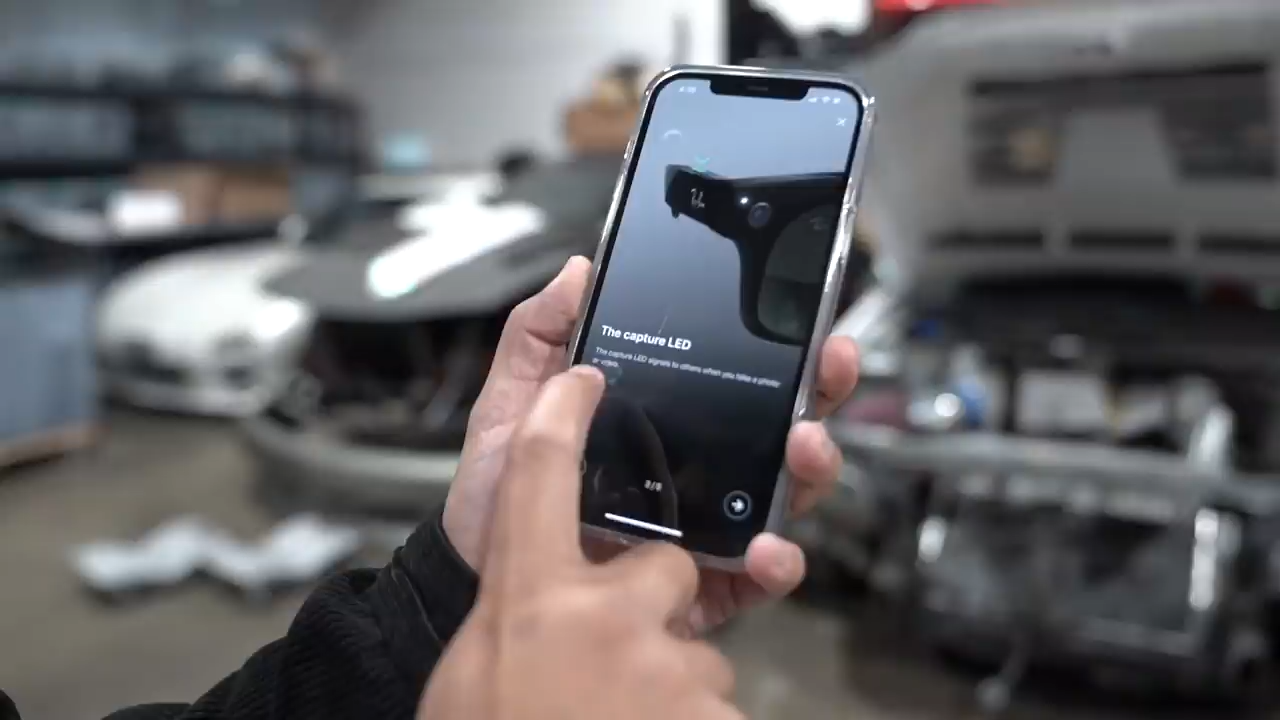 The capture LED
The capture LED signals to others when you take a photo
or video.